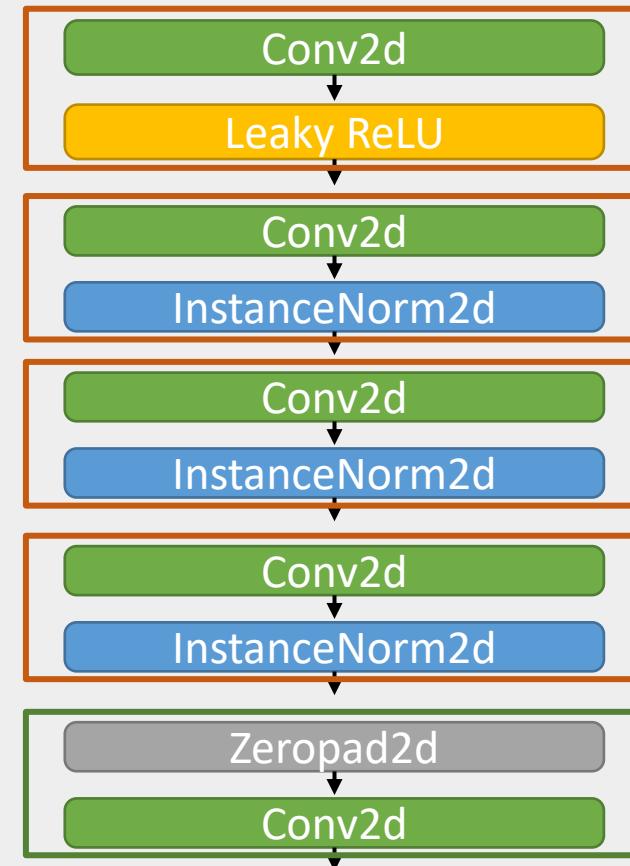 Conv2d
Leaky ReLU
Conv2d
InstanceNorm2d
Conv2d
InstanceNorm2d
Conv2d
InstanceNorm2d
Zeropad2d
Conv2d